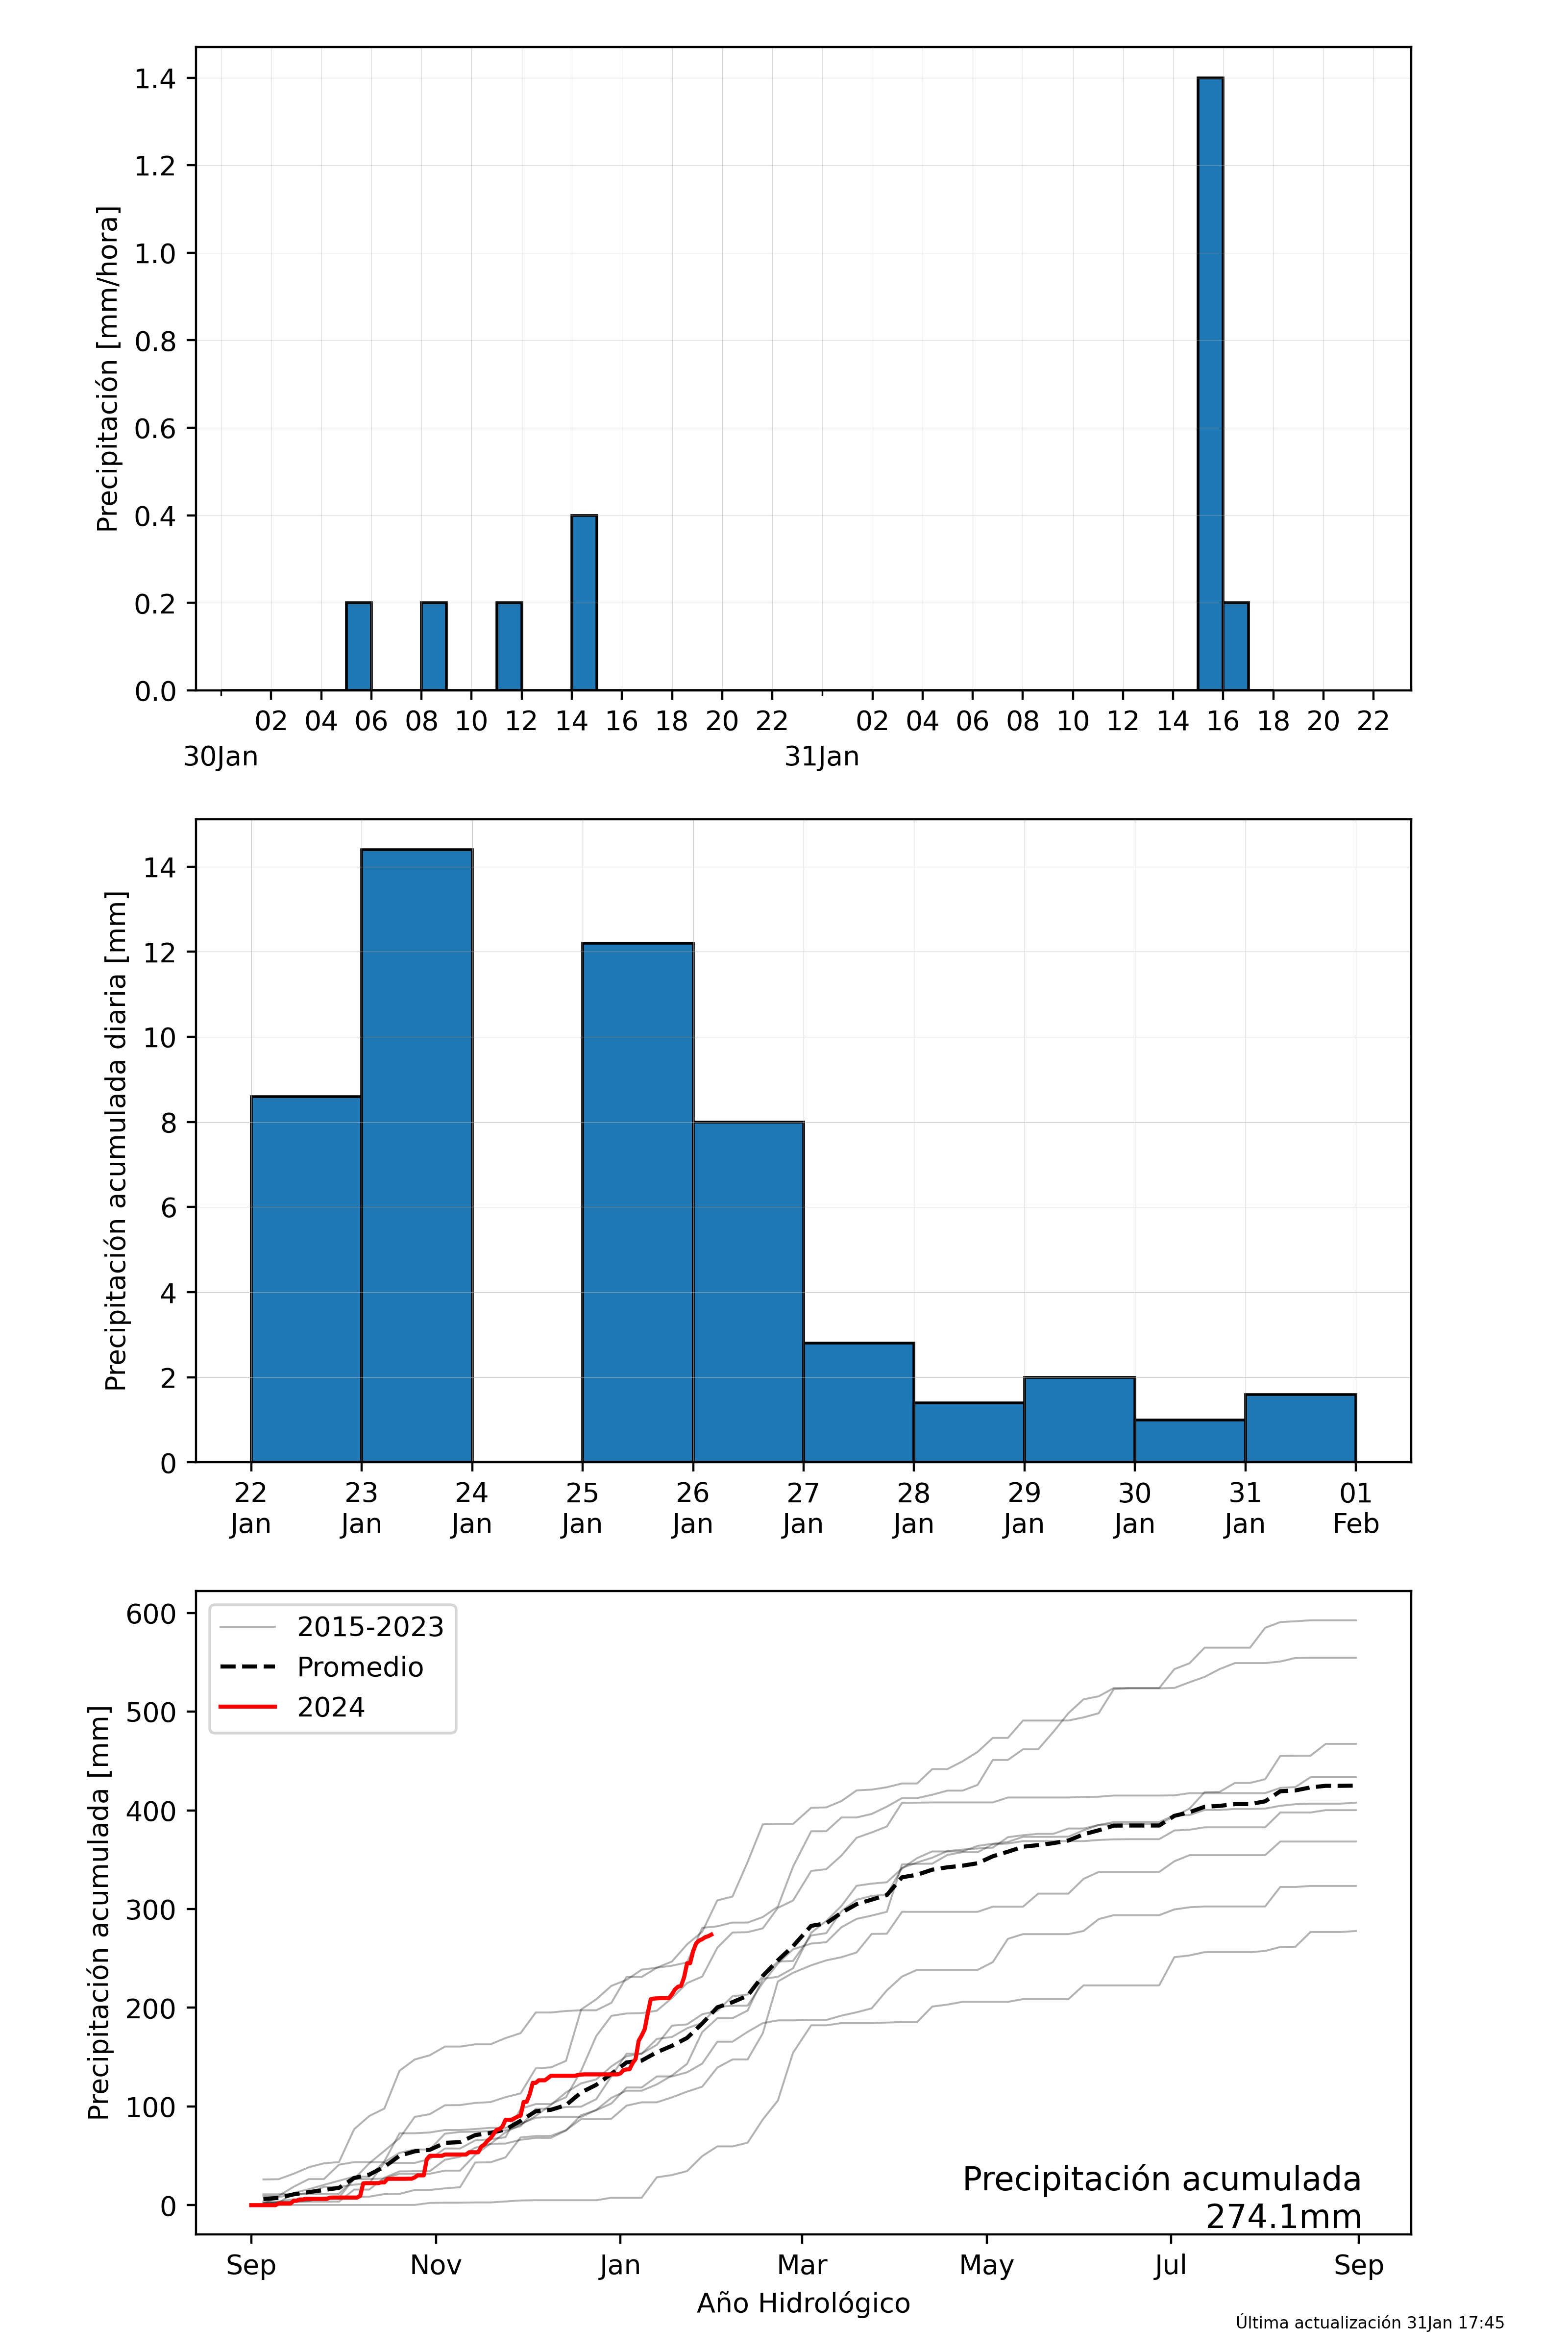 Precipitación [mm/hora]
1.4
1.2
1.0
0.8
0.6
0.4
0.2
0.0
02 04 06 08 10 12 14 16 18 20 22 02 04 06 08 10 12 14 16 18 20 22
30Jan 31Jan
Precipitación acumulada diaria [mm]
14
12
10
8
6
4
2
0
22 23 24 25 26 27 28 29 30 31 01
Jan Jan Jan Jan Jan Jan Jan Jan Jan Jan Feb
Precipitación acumulada [mm]
600
500
400
300
200
100
0
2015-2023
Promedio
2024
Precipitación acumulada
274.1mm
Sep Nov Jan Mar May Jul Sep
Año Hidrológico
Última actualización 31Jan 17:45